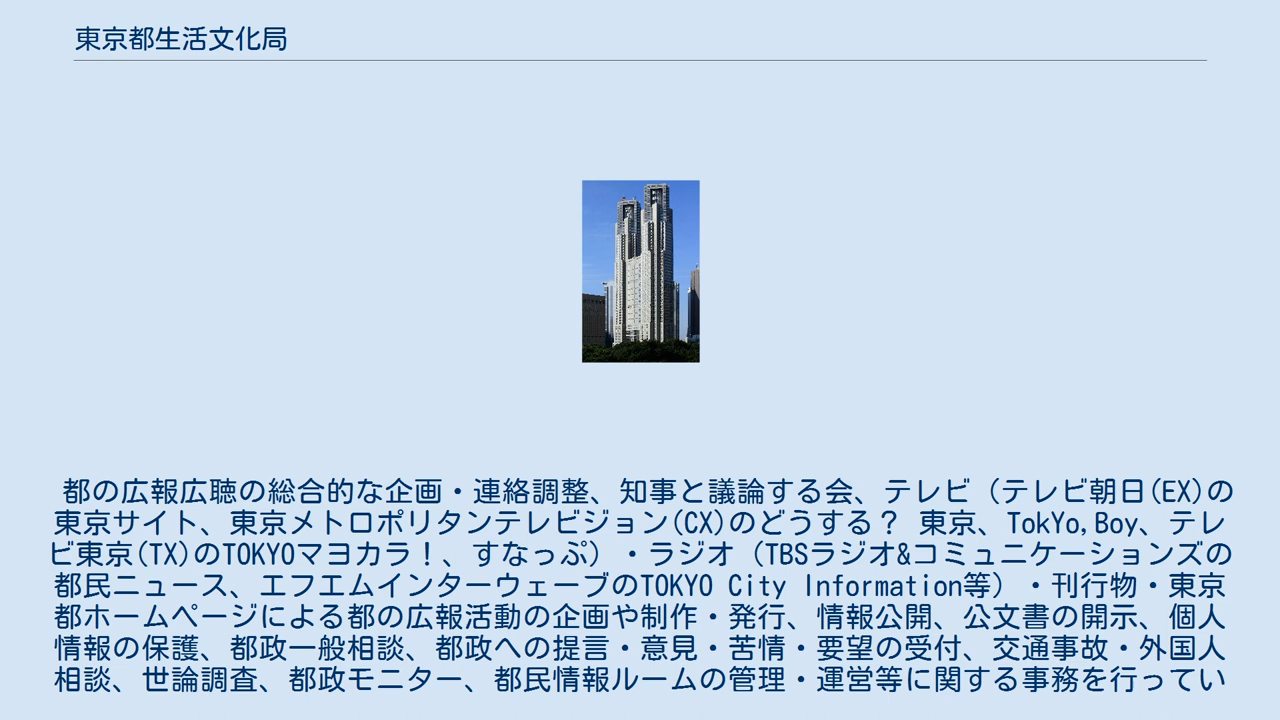 東京都生活文化局
都の広報広聴の総合的な企画・連絡調整、知事と議論する会、テレビ（テレビ朝日(EX)の
東京サイト、東京メトロポリタンテレビジョン(CX)のどうする？ 東京、TokYo,Boy、テレ
ビ東京(TX)のTOKYOマヨカラ！、すなっぷ）・ラジオ（TBSラジオ&コミュニケーションズの
都民ニュース、エフエムインターウェーブのTOKYO City Information等）・刊行物・東京
都ホームページによる都の広報活動の企画や制作・発行、情報公開、公文書の開示、個人
情報の保護、都政一般相談、都政への提言・意見・苦情・要望の受付、交通事故・外国人
相談、世論調査、都政モニター、都民情報ルームの管理・運営等に関する事務を行ってい